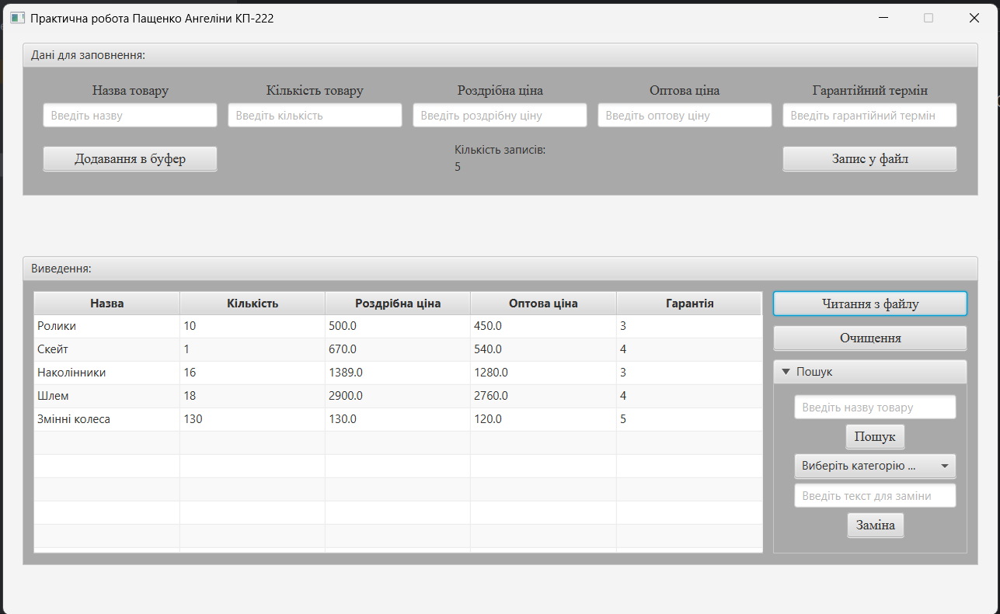 Практична робота Пащенко Ангеліни КП-222
Дані для заповнення:
Назва товару Кількість товару Роздрібна ціна Оптова ціна Гарантійний термін
Введіть назву Введіть кількість Введіть роздрібну ціну Введіть оптову ціну Введіть гарантійний термін
Додавання в буфер Кількість записів: Запис у файл
5
Виведення:
Назва Кількість Роздрібна ціна Оптова ціна Гарантія
Ролики 10 500.0 450.0 3
Скейт 1 670.0 540.0 4
Наколінники 16 1389.0 1280.0 3
Шлем 18 2900.0 2760.0 4
Змінні колеса 130 130.0 120.0 5
Читання з файлу
Очищення
Пошук
Введіть назву товару
Пошук
Виберіть категорію ...
Введіть текст для заміни
Заміна